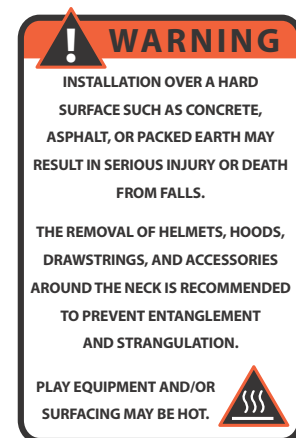 WARNING
INSTALLATION OVER A HARD
SURFACE SUCH AS CONCRETE,
ASPHALT, OR PACKED EARTH MAY
RESULT IN SERIOUS INJURY OR DEATH
FROM FALLS.
THE REMOVAL OF HELMETS, HOODS,
DRAWSTRINGS, AND ACCESSORIES
AROUND THE NECK IS RECOMMENDED
TO PREVENT ENTANGLEMENT
AND STRANGULATION.
PLAY EQUIPMENT AND/OR
SURFACING MAY BE HOT.